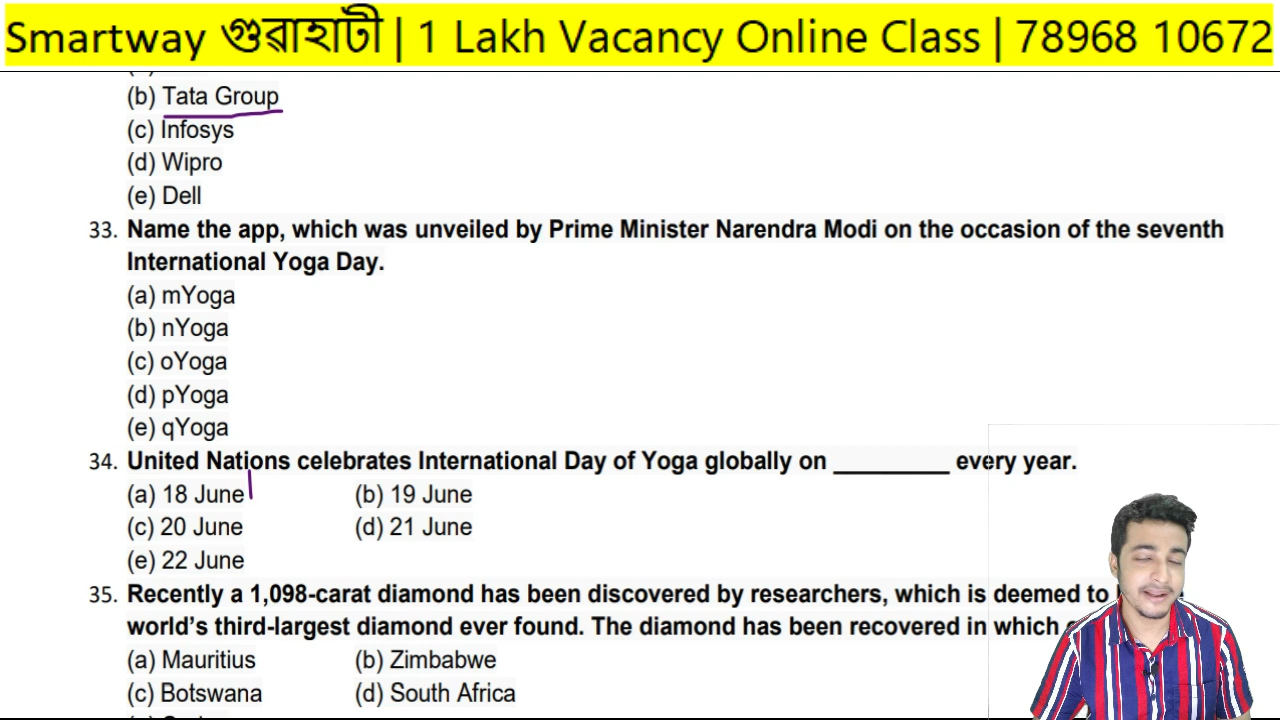 Smartway গুৱাহাটী | 1 Lakh Vacancy Online Class | 78968 10672
(b) Tata Group
(c) Infosys
(d) Wipro
(e) Dell
33. Name the app, which was unveiled by Prime Minister Narendra Modi on the occasion of the seventh
International Yoga Day.
(a) mYoga
(b) nYoga
(c) oYoga
(d) pYoga
(e) qYoga
34. United Nations celebrates International Day of Yoga globally on _________ every year.
(a) 18 June (b) 19 June
(c) 20 June (d) 21 June
(e) 22 June
35. Recently a 1,098-carat diamond has been discovered by researchers, which is deemed to
world’s third-largest diamond ever found. The diamond has been recovered in which
(a) Mauritius (b) Zimbabwe
(c) Botswana (d) South Africa